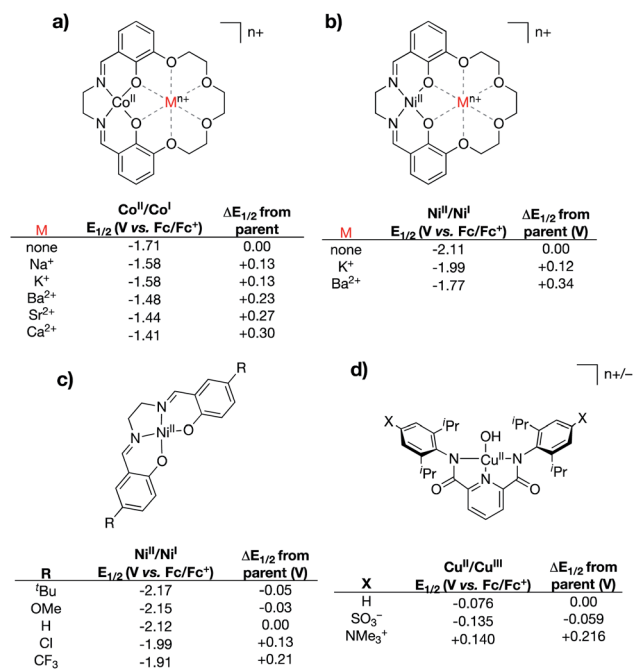 a)
n+
O
N
O
O
Co^II
M^n+
N
O
O
O
Co^II/Co^I
ΔE1/2 from
M
E1/2 (V vs. Fc/Fc+)
parent
none
-1.71
0.00
Na+
-1.58
+0.13
K+
-1.58
+0.13
Ba2+
-1.48
+0.23
Sr2+
-1.44
+0.27
Ca2+
-1.41
+0.30
b)
n+
O
N
O
O
Ni^II
M^n+
N
O
O
O
Ni^II/Ni^I
ΔE1/2 from
M
E1/2 (V vs. Fc/Fc+)
parent (V)
none
-2.11
0.00
K+
-1.99
+0.12
Ba2+
-1.77
+0.34
c)
R
N
N
Ni^II
O
O
R
Ni^II/Ni^I
ΔE1/2 from
R
E1/2 (V vs. Fc/Fc+)
parent (V)
tBu
-2.17
-0.05
OMe
-2.15
-0.03
H
-2.12
0.00
Cl
-1.99
+0.13
CF3
-1.91
+0.21
d)
n+/-
X
X
iPr
OH
iPr
Cu^II
N
N
iPr
N
iPr
O
O
Cu^II/Cu^III
ΔE1/2 from
X
E1/2 (V vs. Fc/Fc+)
parent (V)
H
-0.076
0.00
SO3−
-0.135
-0.059
NMe3+
+0.140
+0.216